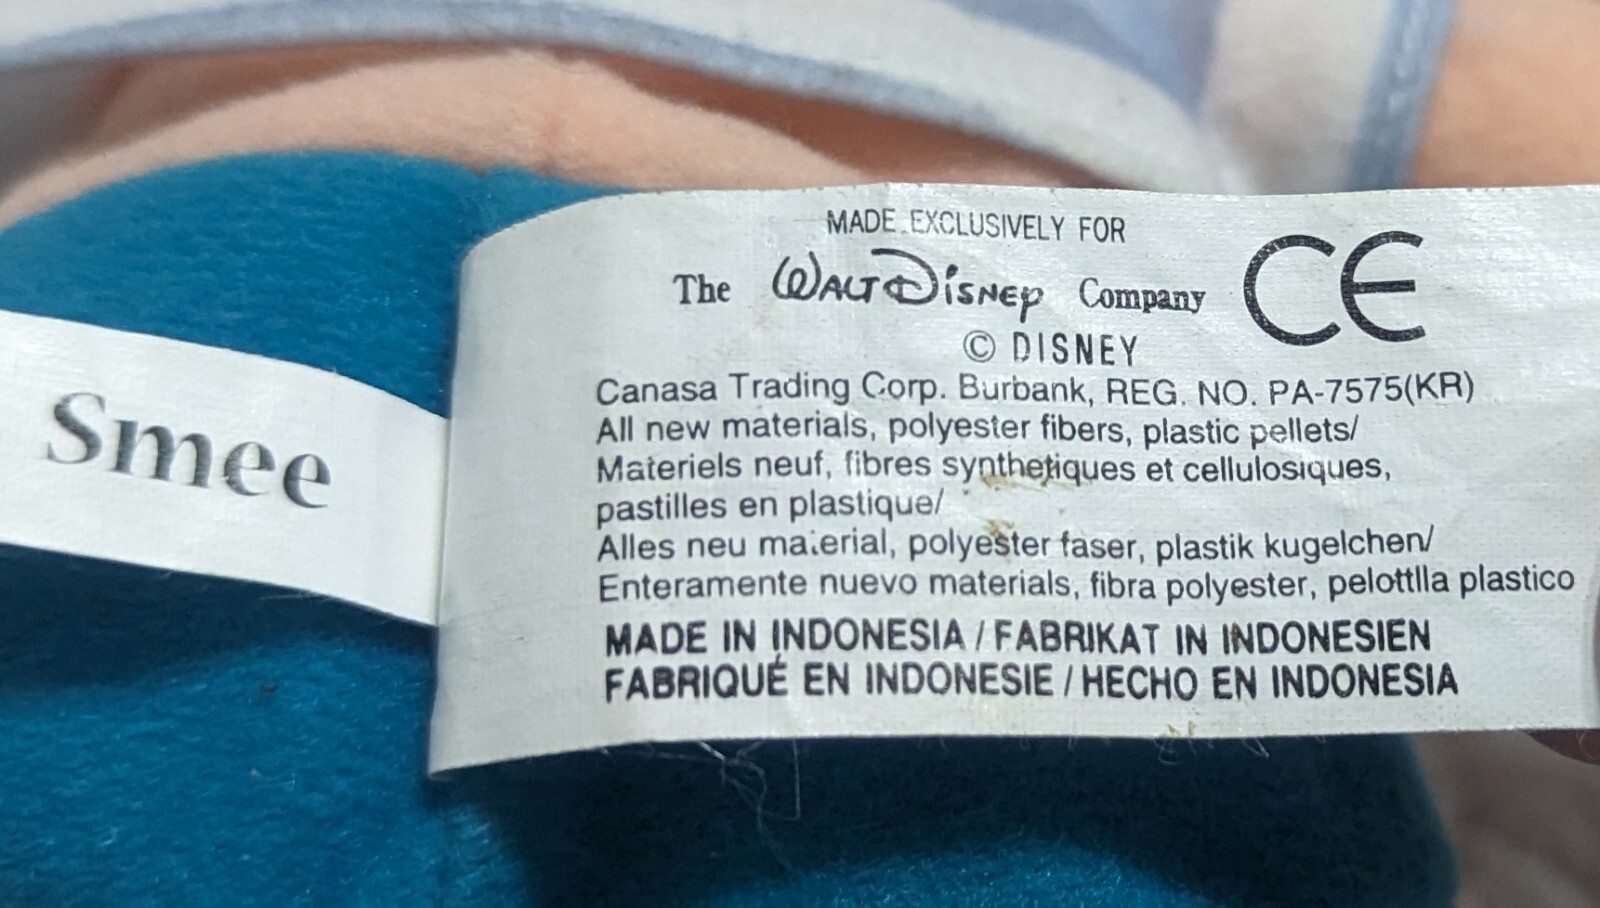 Smee
MADE EXCLUSIVELY FOR
The Walt Disney Company CE
© DISNEY
Canasa Trading Corp. Burbank, REG. NO. PA-7575(KR)
All new materials, polyester fibers, plastic pellets/
Materiels neuf, fibres synthetiques et cellulosiques,
pastilles en plastique/
Alles neu material, polyester faser, plastik kugelchen/
Enteramente nuevo materials, fibra polyester, pelottlla plastico
MADE IN INDONESIA / FABRIKAT IN INDONESIEN
FABRIQUÉ EN INDONESIE / HECHO EN INDONESIA